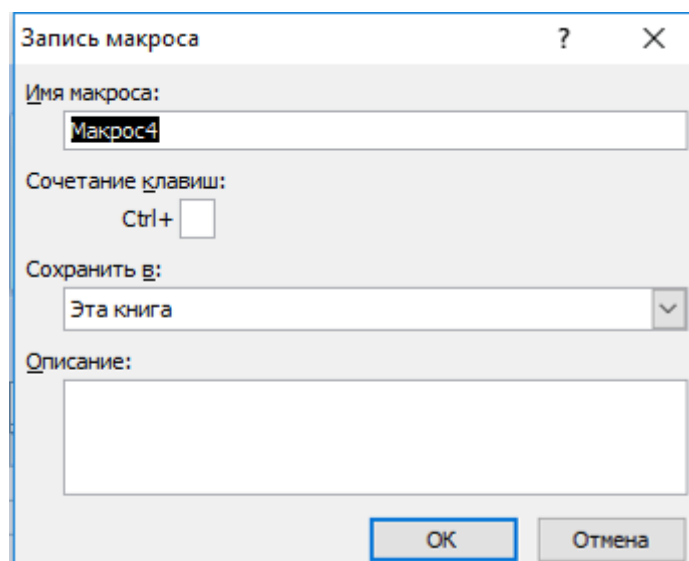 Запись макроса
?
Имя макроса:
Макрос4
Сочетание клавиш:
Ctrl+
Сохранить в:
Эта книга
Описание:
ОК
Отмена